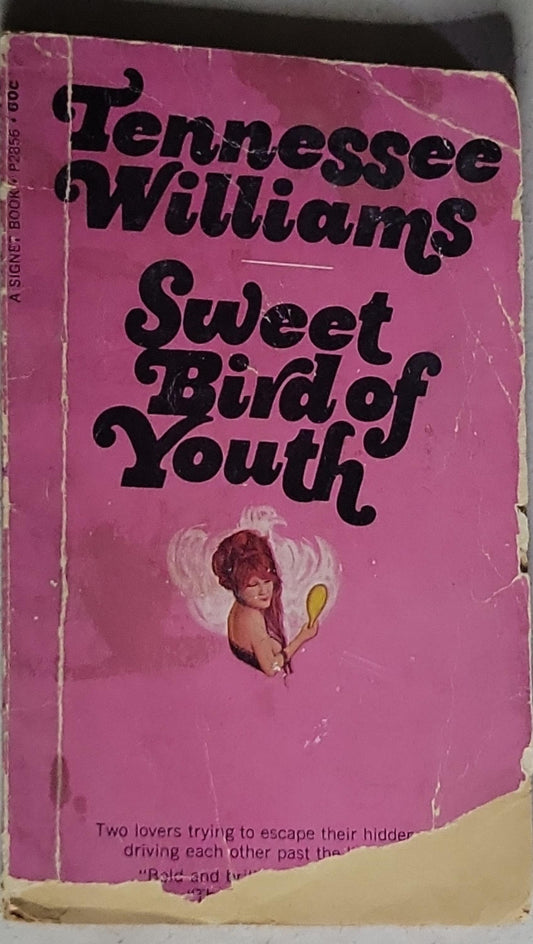 A SIGNET BOOK • P2856 • 60c
Tennessee
Williams
Sweet
Bird of
Youth
Two lovers trying to escape their hidden
driving each other past the
"Bold and